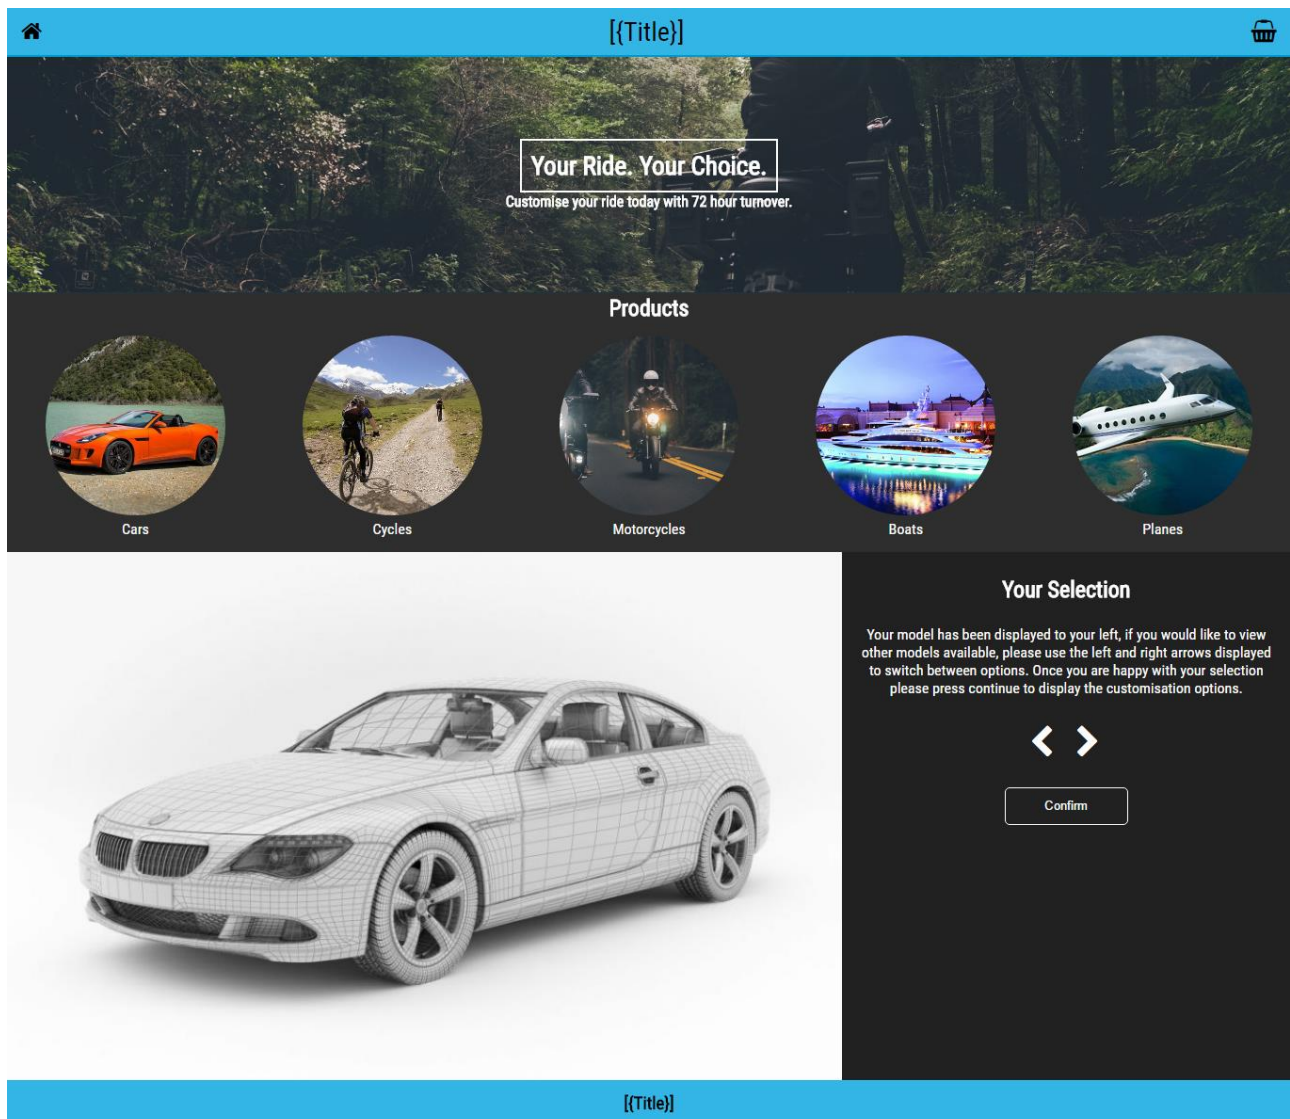 [{Title}]
Your Ride. Your Choice.
Customise your ride today with 72 hour turnover.
Products
Cars
Cycles
Motorcycles
Boats
Planes
Your Selection
Your model has been displayed to your left, if you would like to view
other models available, please use the left and right arrows displayed
to switch between options. Once you are happy with your selection
please press continue to display the customisation options.
Confirm
[{Title}]